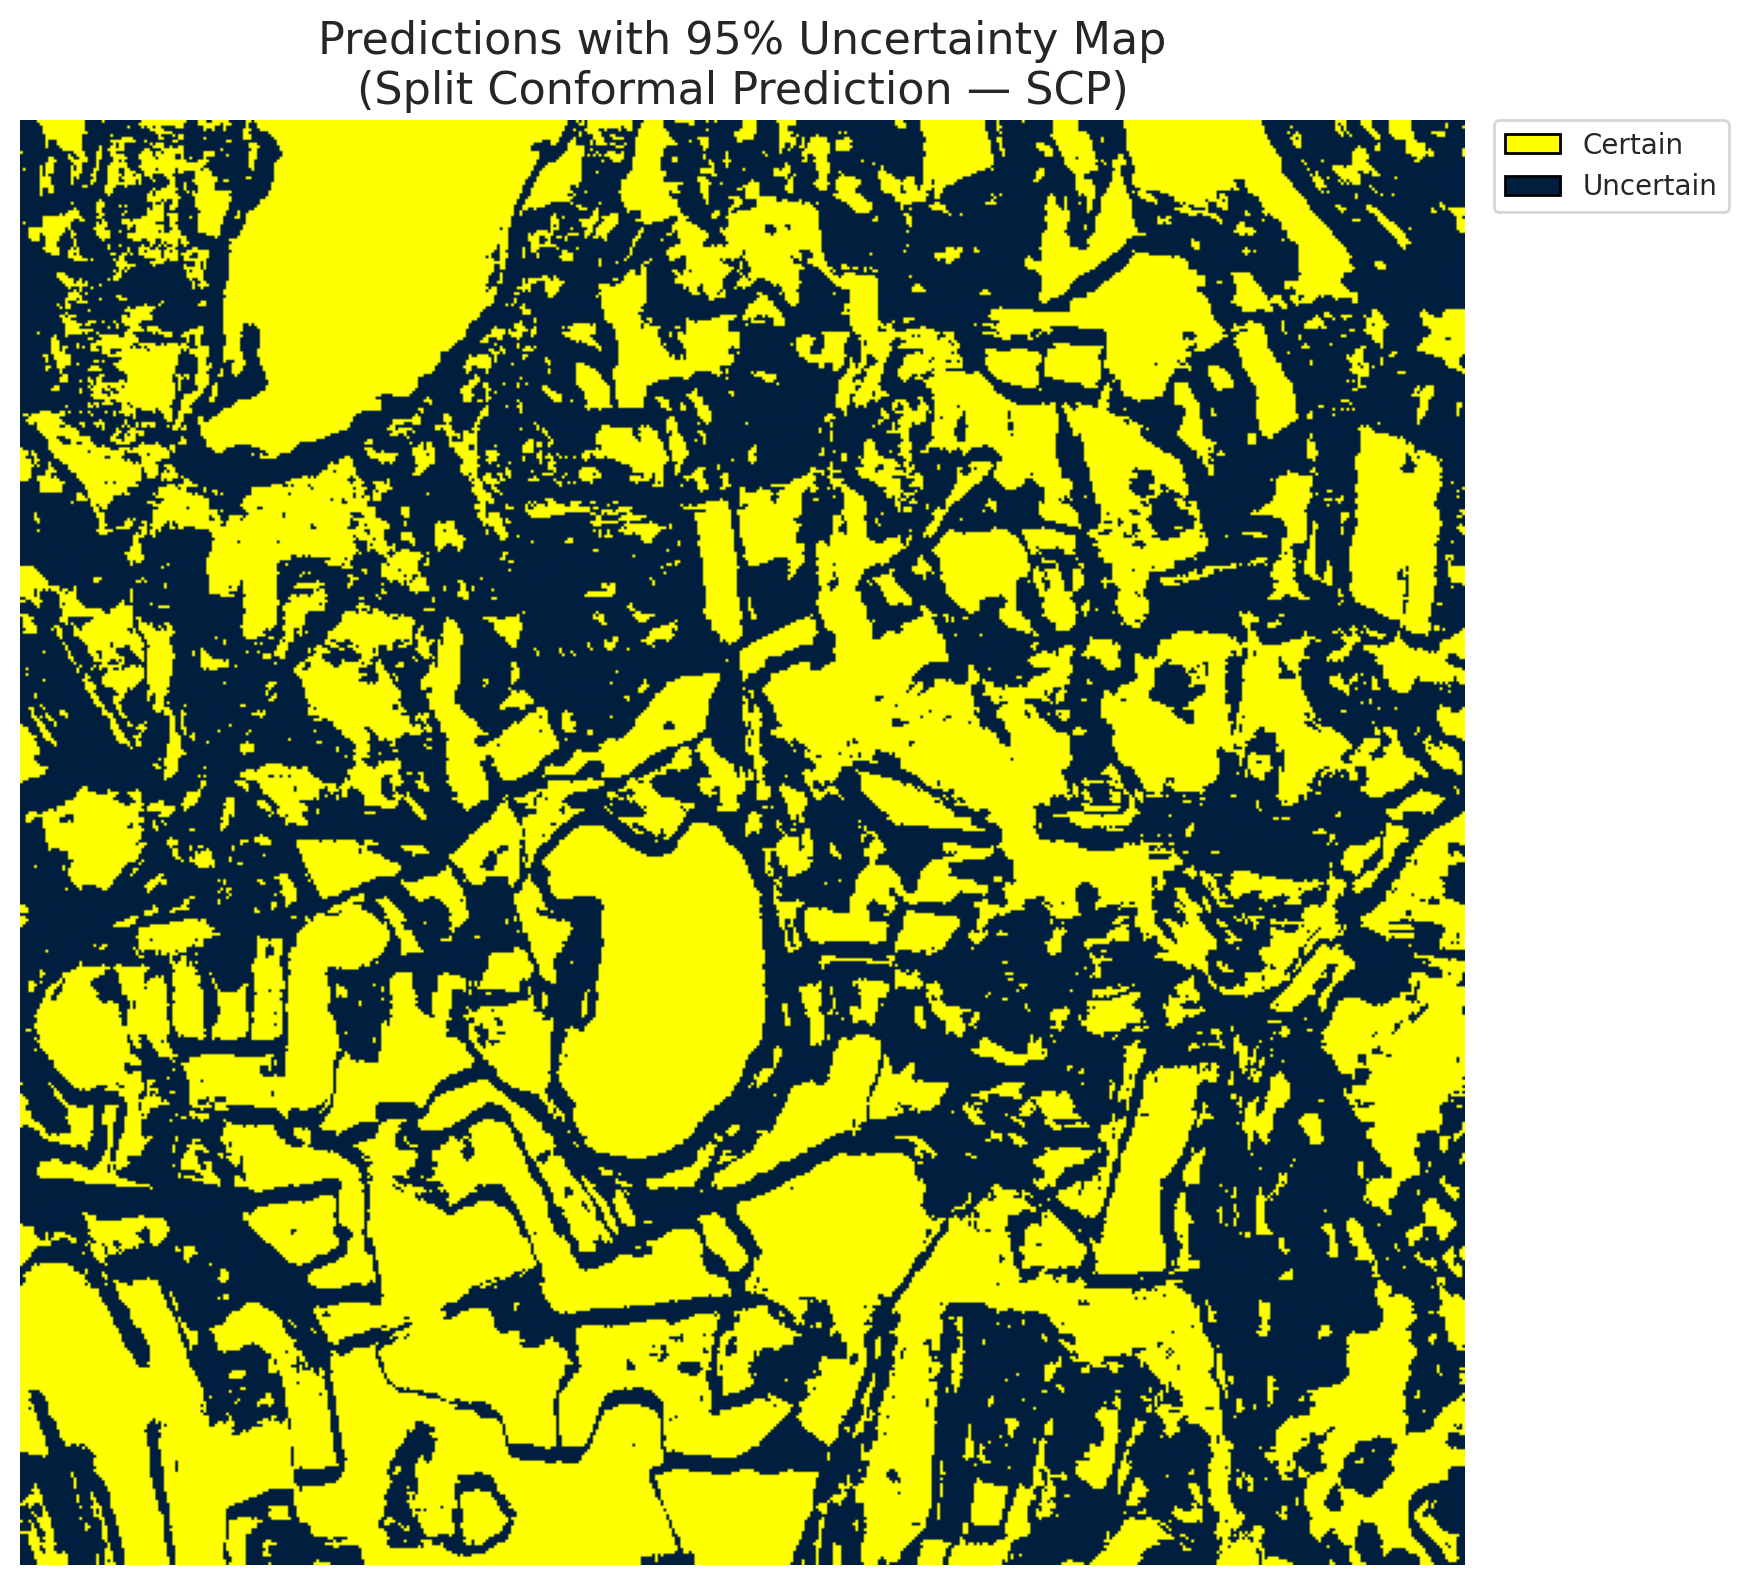 Predictions with 95% Uncertainty Map
(Split Conformal Prediction — SCP)
Certain
Uncertain